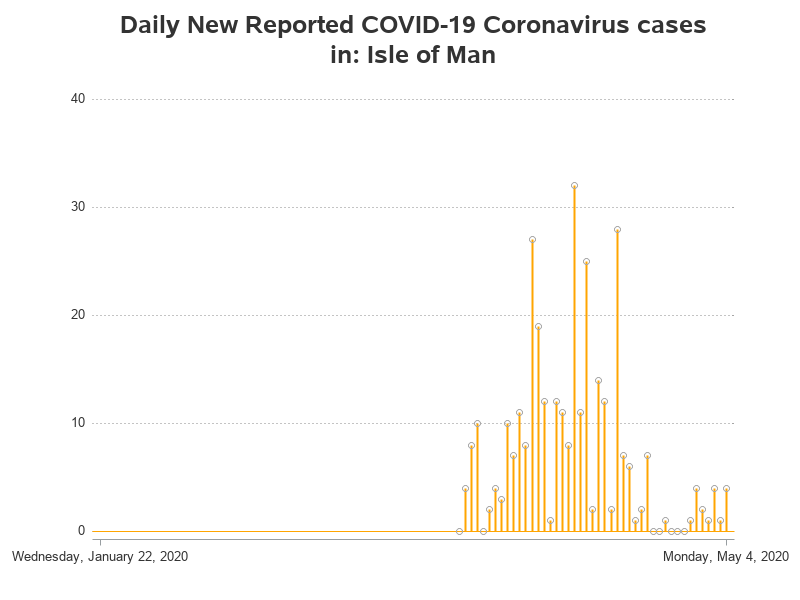 Daily New Reported COVID-19 Coronavirus cases
in: Isle of Man
40
30
20
10
0
Wednesday, January 22, 2020
Monday, May 4, 2020